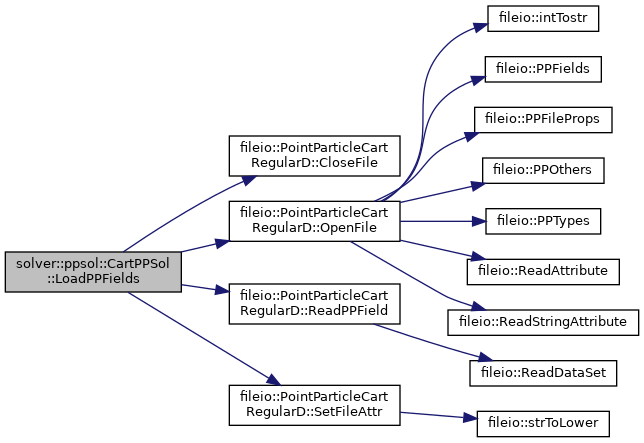 solver::ppsol::CartPPSol
::LoadPPFields
fileio::PointParticleCart
RegularD::CloseFile
fileio::PointParticleCart
RegularD::OpenFile
fileio::intTostr
fileio::PPFields
fileio::PPFileProps
fileio::PPOthers
fileio::PPTypes
fileio::ReadAttribute
fileio::ReadStringAttribute
fileio::PointParticleCart
RegularD::ReadPPField
fileio::ReadDataSet
fileio::PointParticleCart
RegularD::SetFileAttr
fileio::strToLower